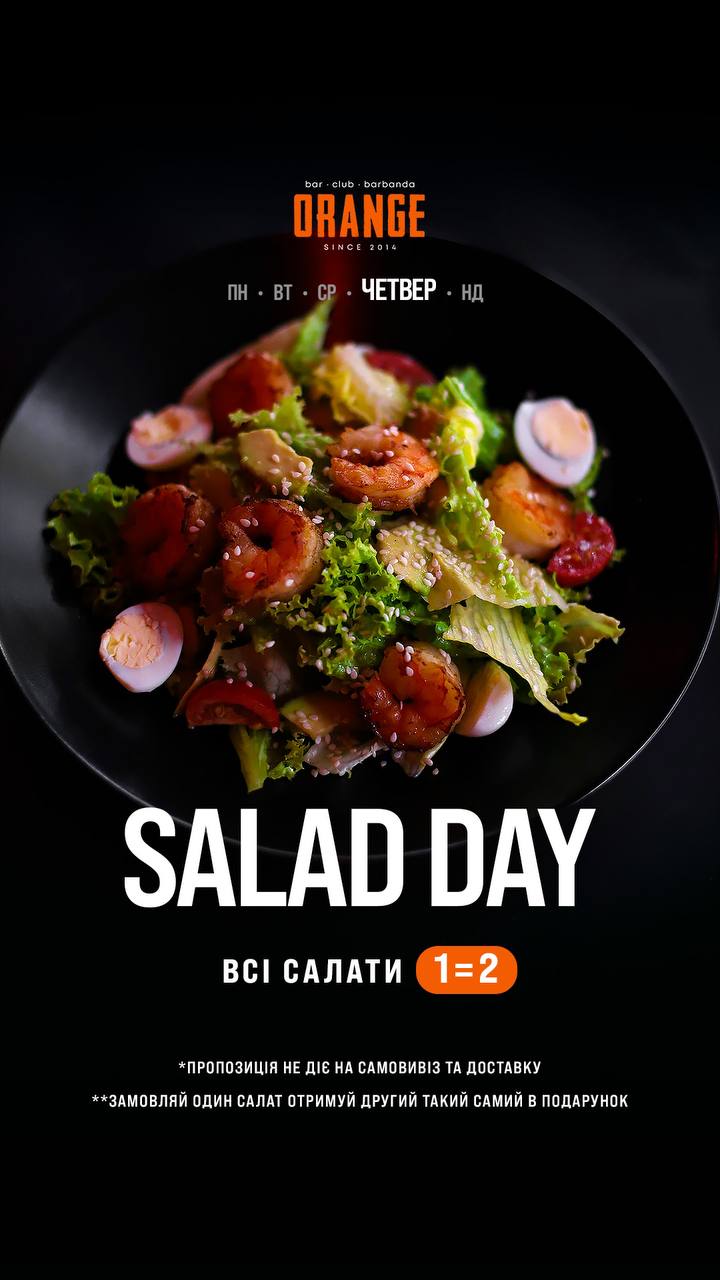 bar · club · barbanda
ORANGE
SINCE 2014
ПН · ВТ · СР · ЧЕТВЕР · НД
SALAD DAY
ВСІ САЛАТИ 1=2
*ПРОПОЗИЦІЯ НЕ ДІЄ НА САМОВИВІЗ ТА ДОСТАВКУ
**ЗАМОВЛЯЙ ОДИН САЛАТ ОТРИМУЙ ДРУГИЙ ТАКИЙ САМИЙ В ПОДАРУНОК